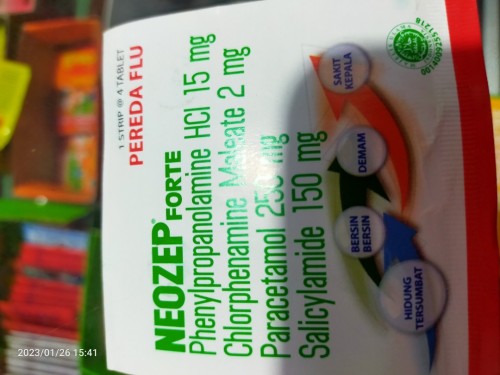 1 STRIP @ 4 TABLET
PEREDA FLU
NEOZEP® FORTE
Phenylpropanolamine HCl 15 mg
Chlorphenamine Maleate 2 mg
Paracetamol 250 mg
Salicylamide 150 mg
SAKIT
KEPALA
DEMAM
BERSIN
BERSIN
HIDUNG
TERSUMBAT
2023/01/26 15:41